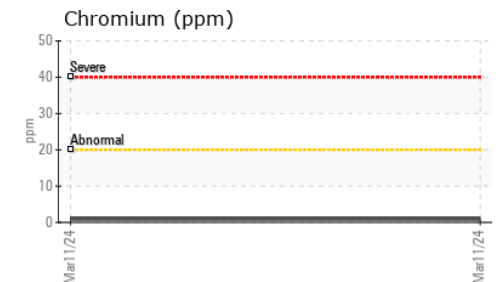 Chromium (ppm)
50
Severe
40
30
ppm
Abnormal
20
10
0
Mar11/24
Mar11/24